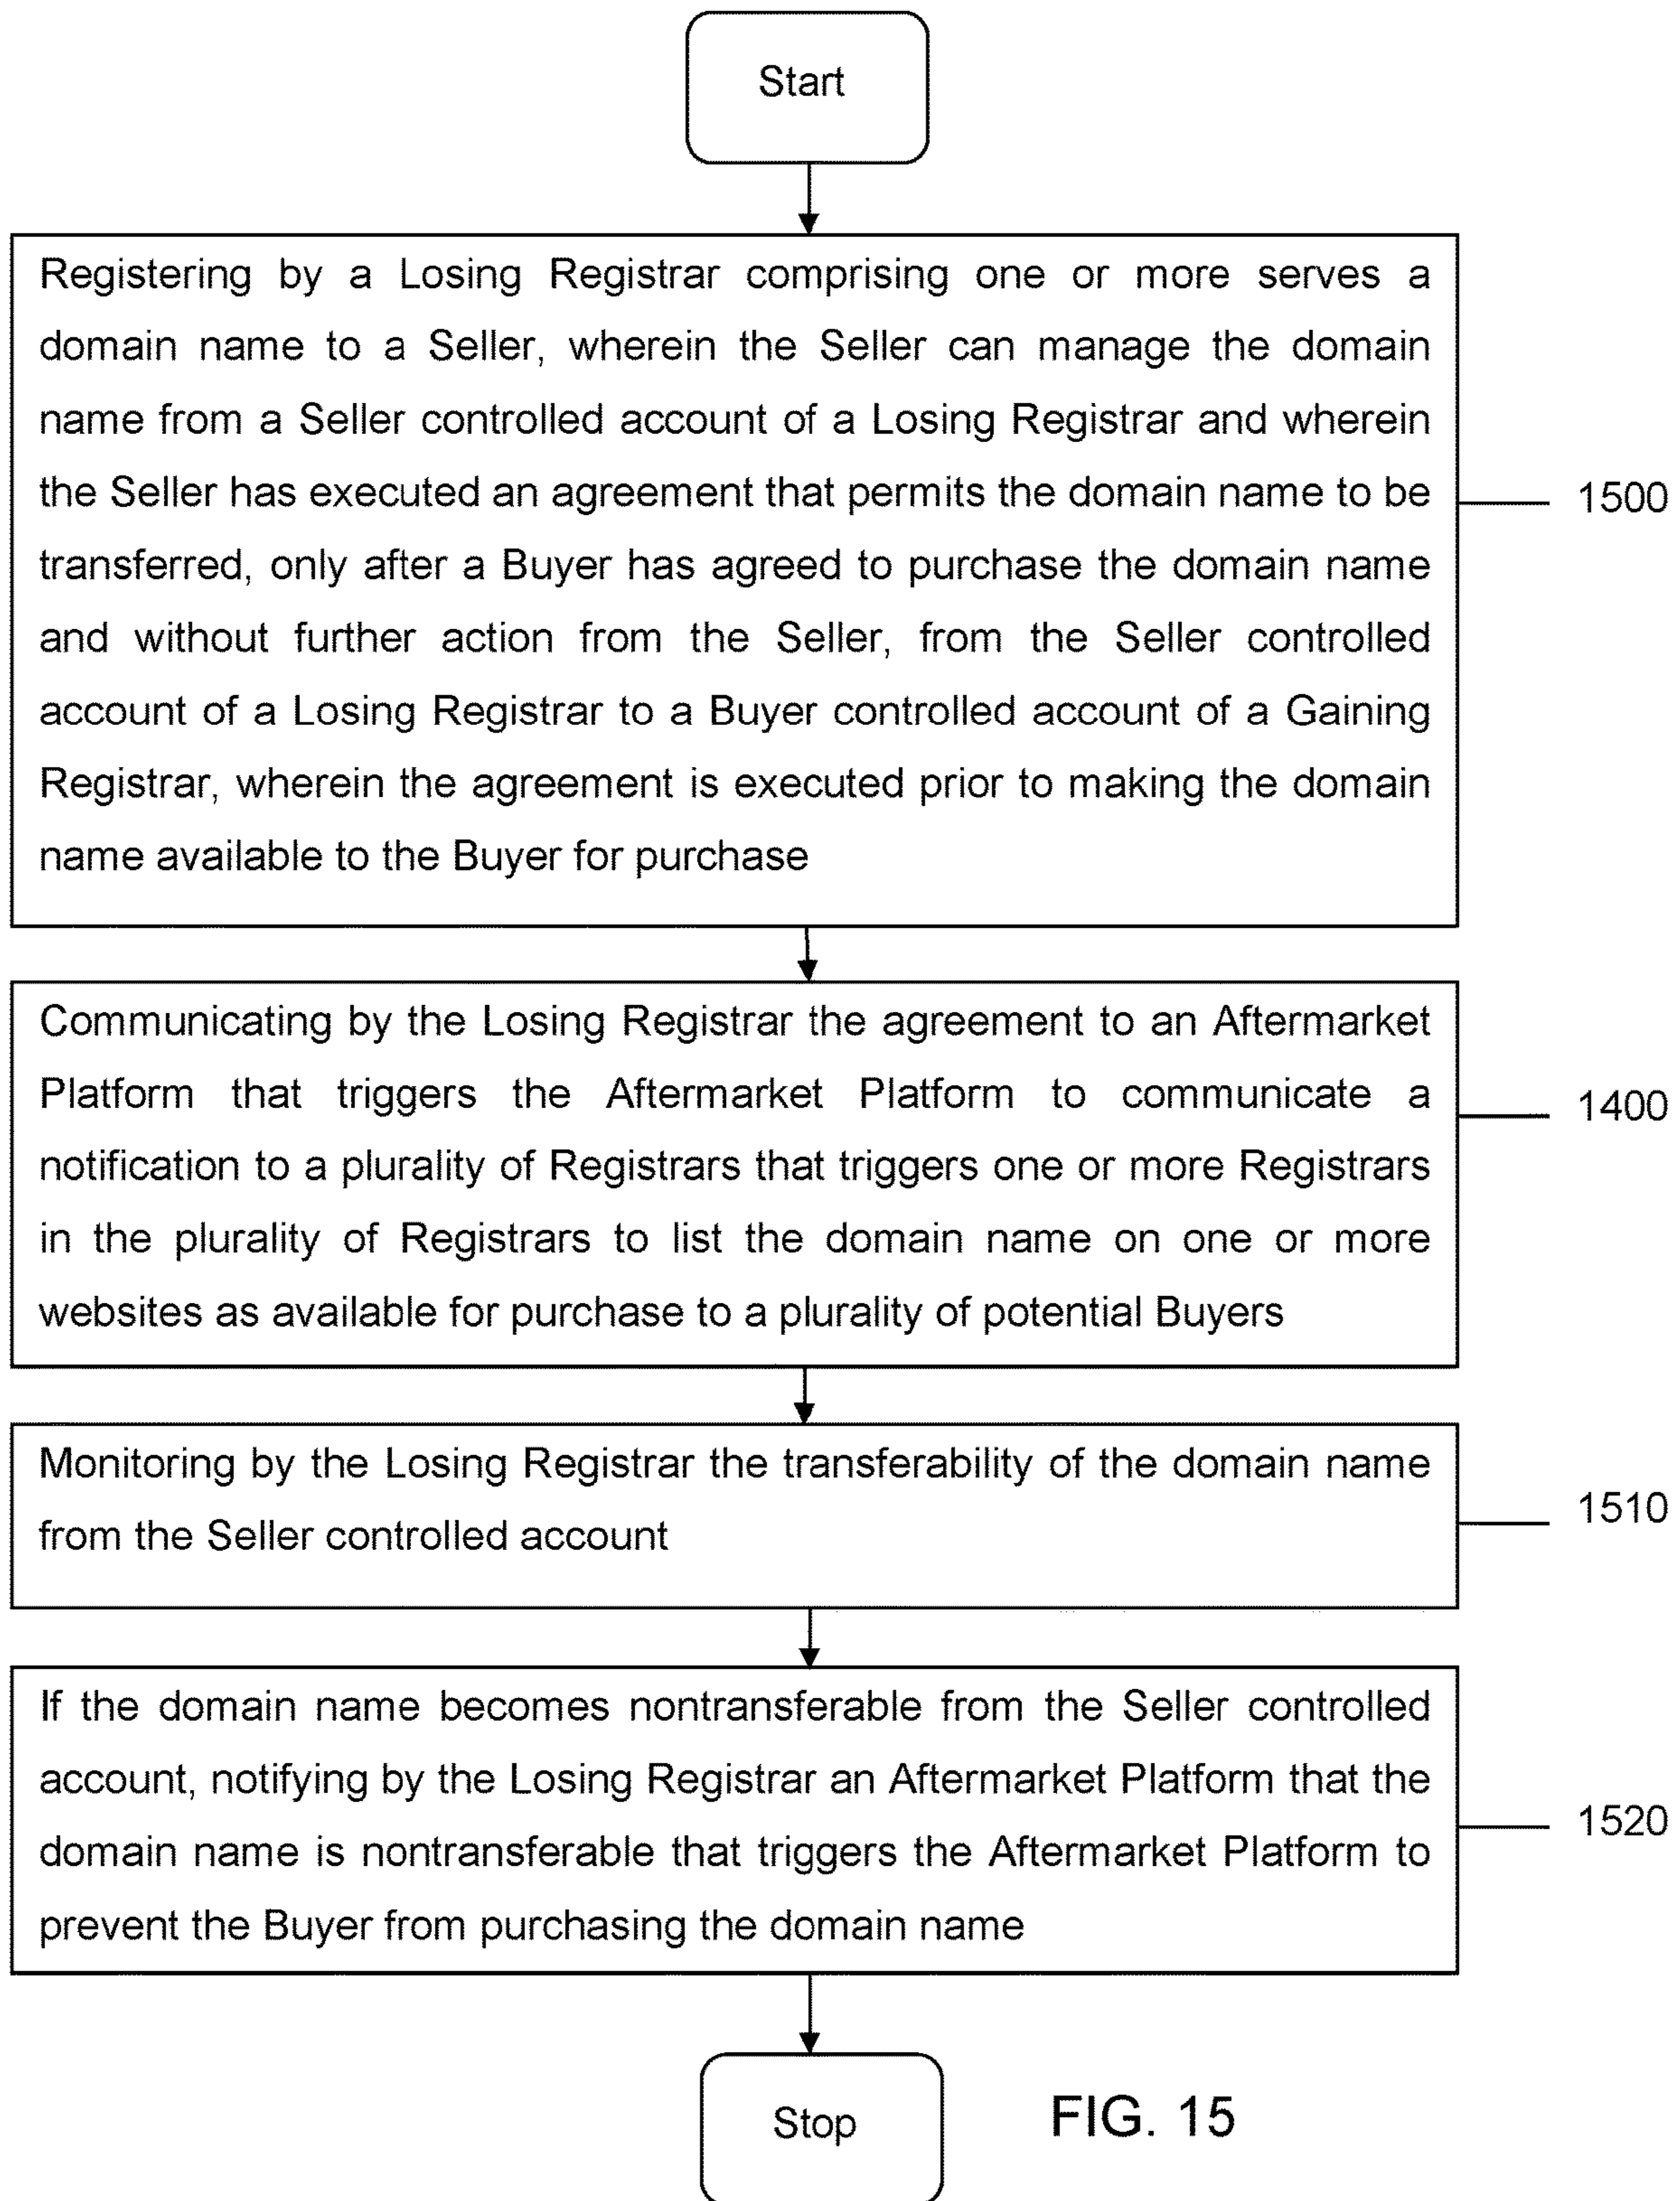 Start
Registering by a Losing Registrar comprising one or more serves a
domain name to a Seller, wherein the Seller can manage the domain
name from a Seller controlled account of a Losing Registrar and wherein
the Seller has executed an agreement that permits the domain name to be
transferred, only after a Buyer has agreed to purchase the domain name
and without further action from the Seller, from the Seller controlled
account of a Losing Registrar to a Buyer controlled account of a Gaining
Registrar, wherein the agreement is executed prior to making the domain
name available to the Buyer for purchase
1500
Communicating by the Losing Registrar the agreement to an Aftermarket
Platform that triggers the Aftermarket Platform to communicate a
notification to a plurality of Registrars that triggers one or more Registrars
in the plurality of Registrars to list the domain name on one or more
websites as available for purchase to a plurality of potential Buyers
1400
Monitoring by the Losing Registrar the transferability of the domain name
from the Seller controlled account
1510
If the domain name becomes nontransferable from the Seller controlled
account, notifying by the Losing Registrar an Aftermarket Platform that the
domain name is nontransferable that triggers the Aftermarket Platform to
prevent the Buyer from purchasing the domain name
1520
Stop
FIG. 15